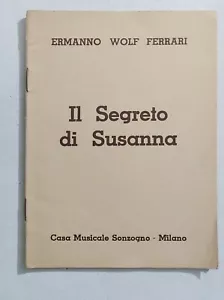 ERMANNO WOLF FERRARI
Il Segreto
di Susanna
Casa Musicale Sonzogno - Milano